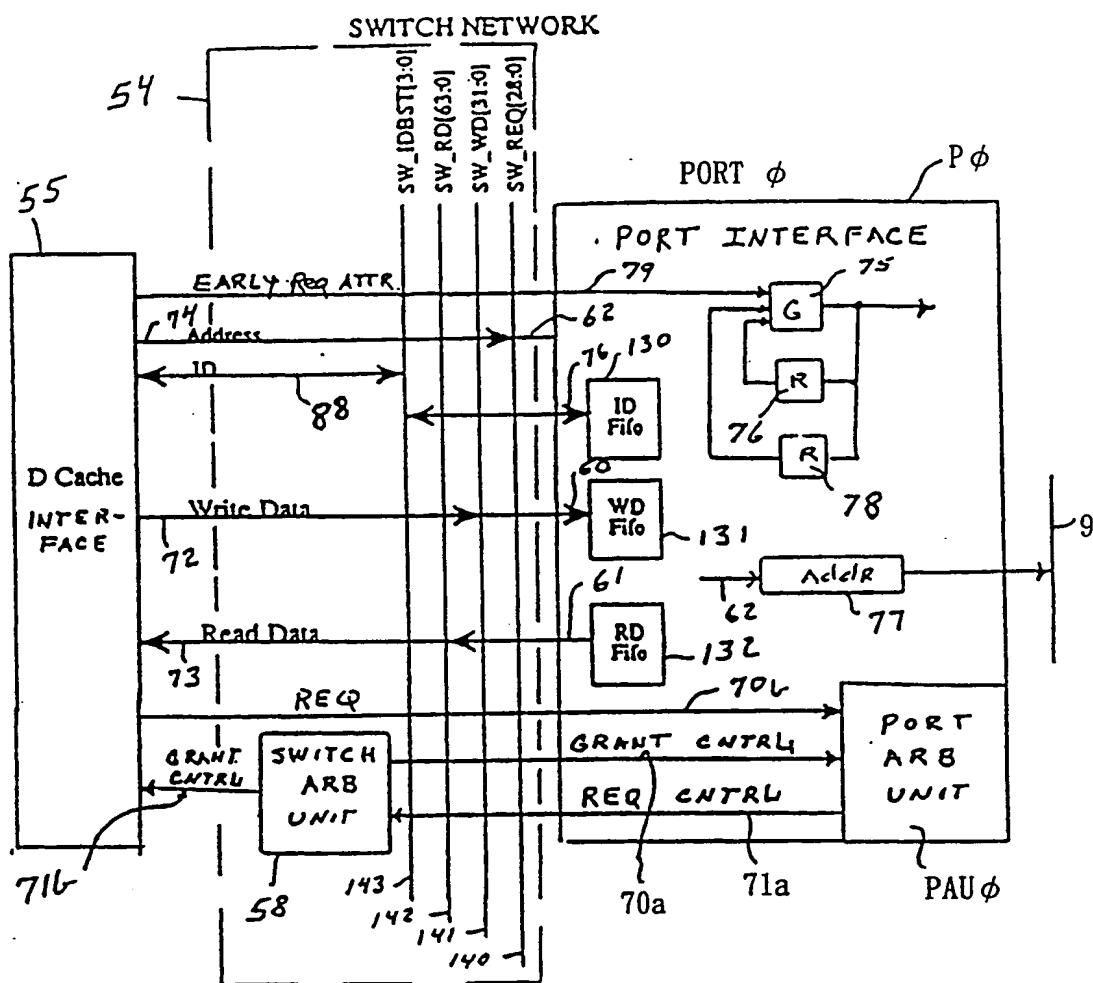 SWITCH NETWORK
54
SW_IDBST[3:0]
SW_RD[63:0]
SW_WD[31:0]
SW_REQ[28:0]
PORT ϕ
Pϕ
55
PORT INTERFACE
EARLY Req ATTR.
79
75
G
74
Address
62
ID
88
76
130
ID
Fifo
R
76
R
78
D Cache
INTER-
FACE
Write Data
72
60
WD
Fifo
131
9
62
AddR
77
Read Data
73
61
RD
Fifo
132
REQ
70b
GRANT
CNTRL
71b
SWITCH
ARB
UNIT
58
GRANT CNTRL
REQ CNTRL
70a
71a
PORT
ARB
UNIT
PAUϕ
143
142
141
140